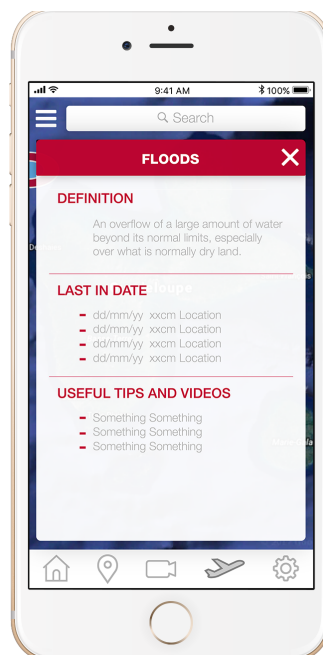 9:41 AM
100%
Search
FLOODS
DEFINITION
An overflow of a large amount of water
beyond its normal limits, especially
over what is normally dry land.
LAST IN DATE
- dd/mm/yy xxcm Location
- dd/mm/yy xxcm Location
- dd/mm/yy xxcm Location
- dd/mm/yy xxcm Location
USEFUL TIPS AND VIDEOS
- Something Something
- Something Something
- Something Something